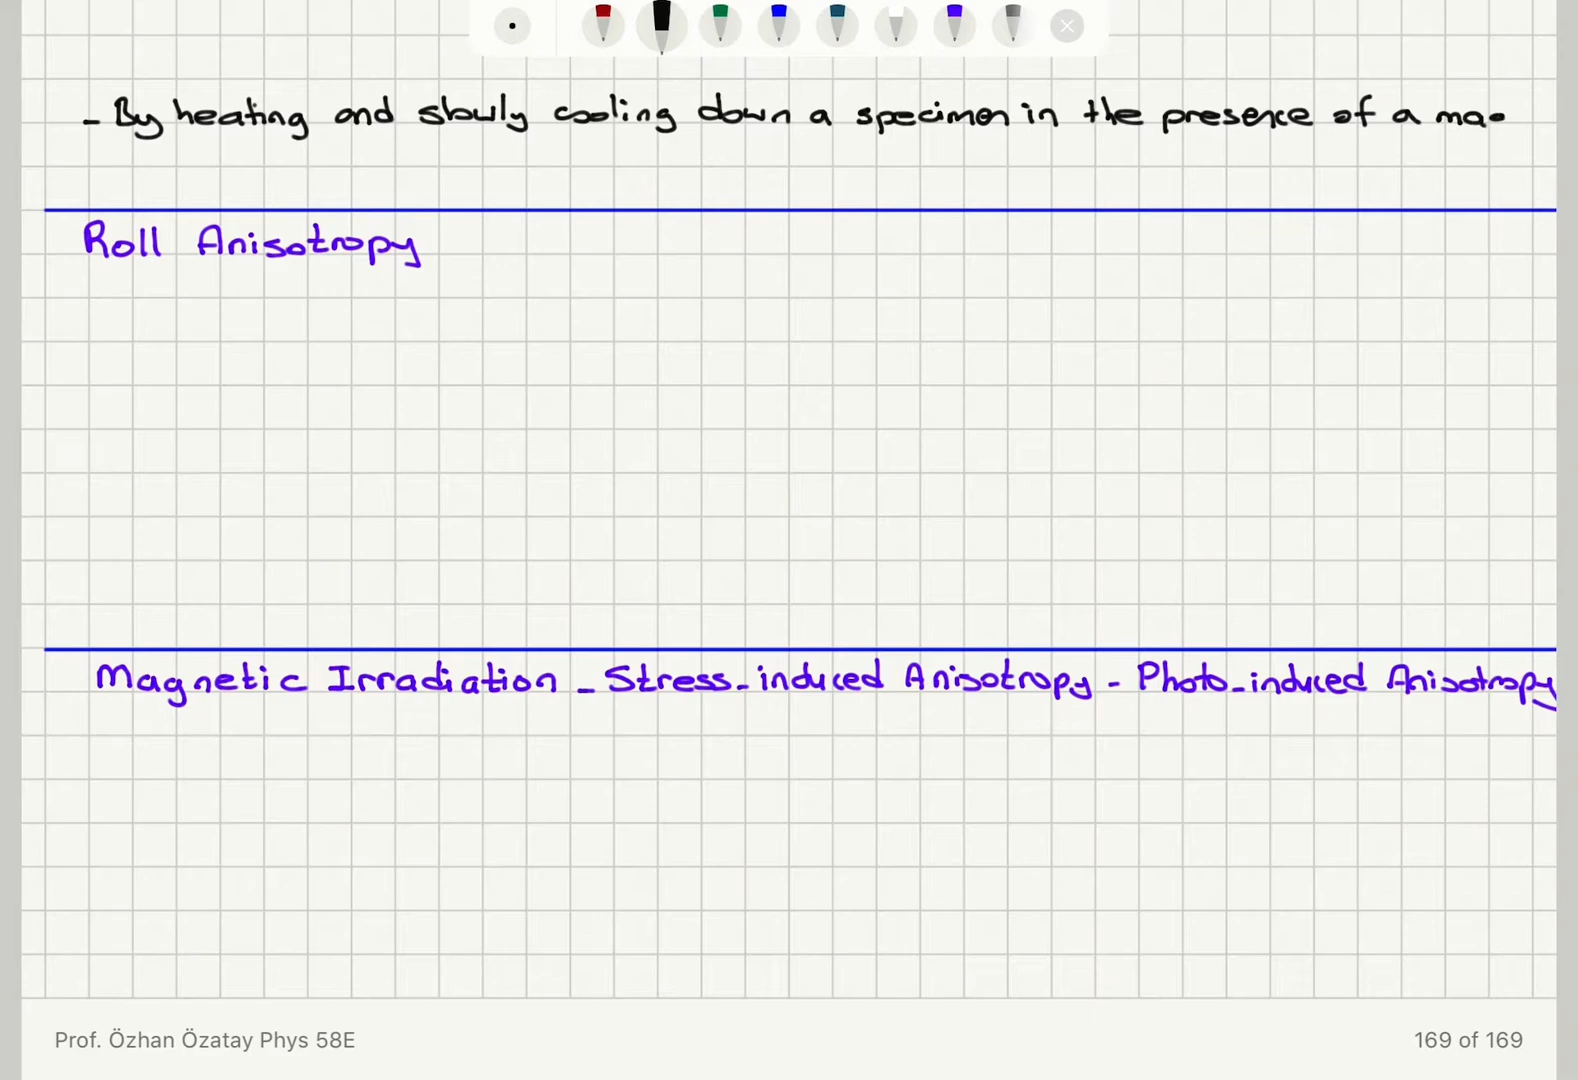 - By heating and slowly cooling down a specimen in the presence of a ma
Roll Anisotropy
Magnetic Irradiation - Stress-induced Anisotropy - Photo-induced Anisotropy
Prof. Özhan Özatay Phys 58E
169 of 169